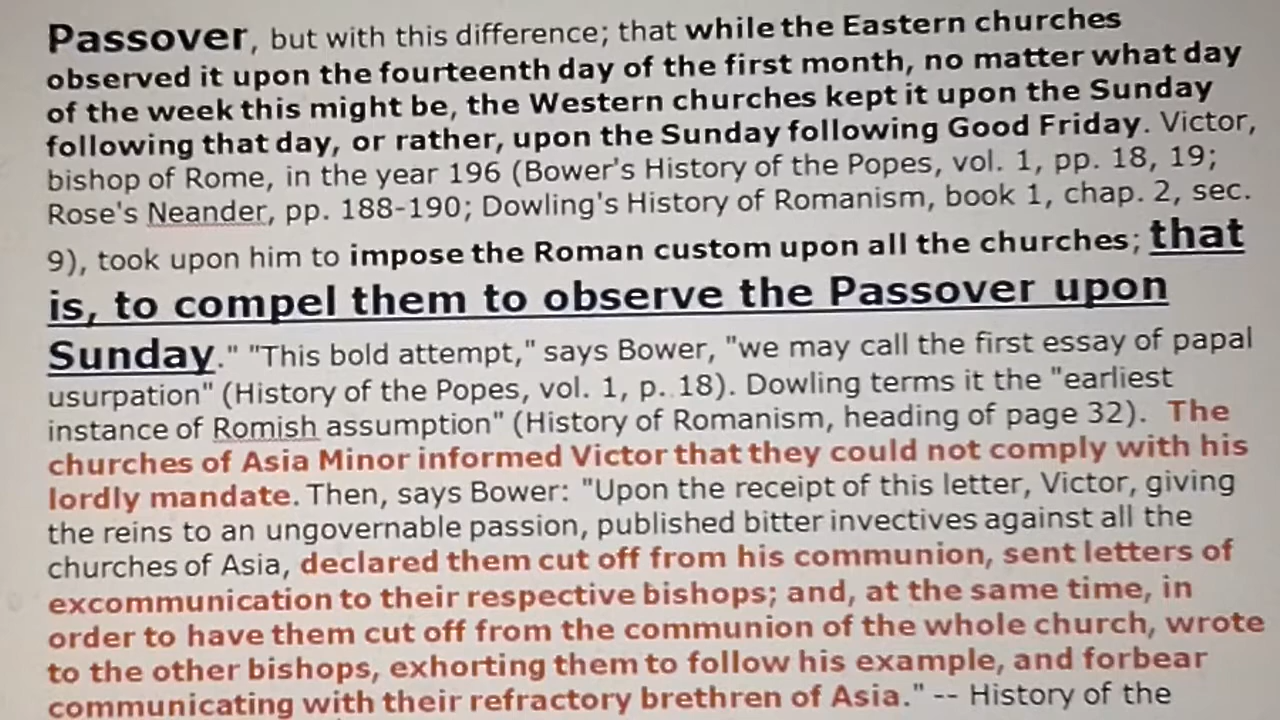 Passover, but with this difference; that while the Eastern churches
observed it upon the fourteenth day of the first month, no matter what day
of the week this might be, the Western churches kept it upon the Sunday
following that day, or rather, upon the Sunday following Good Friday. Victor,
bishop of Rome, in the year 196 (Bower's History of the Popes, vol. 1, pp. 18, 19;
Rose's Neander, pp. 188-190; Dowling's History of Romanism, book 1, chap. 2, sec.
9), took upon him to impose the Roman custom upon all the churches; that
is, to compel them to observe the Passover upon
Sunday." "This bold attempt," says Bower, "we may call the first essay of papal
usurpation" (History of the Popes, vol. 1, p. 18). Dowling terms it the "earliest
instance of Romish assumption" (History of Romanism, heading of page 32). The
churches of Asia Minor informed Victor that they could not comply with his
lordly mandate. Then, says Bower: "Upon the receipt of this letter, Victor, giving
the reins to an ungovernable passion, published bitter invectives against all the
churches of Asia, declared them cut off from his communion, sent letters of
excommunication to their respective bishops; and, at the same time, in
order to have them cut off from the communion of the whole church, wrote
to the other bishops, exhorting them to follow his example, and forbear
communicating with their refractory brethren of Asia." -- History of the